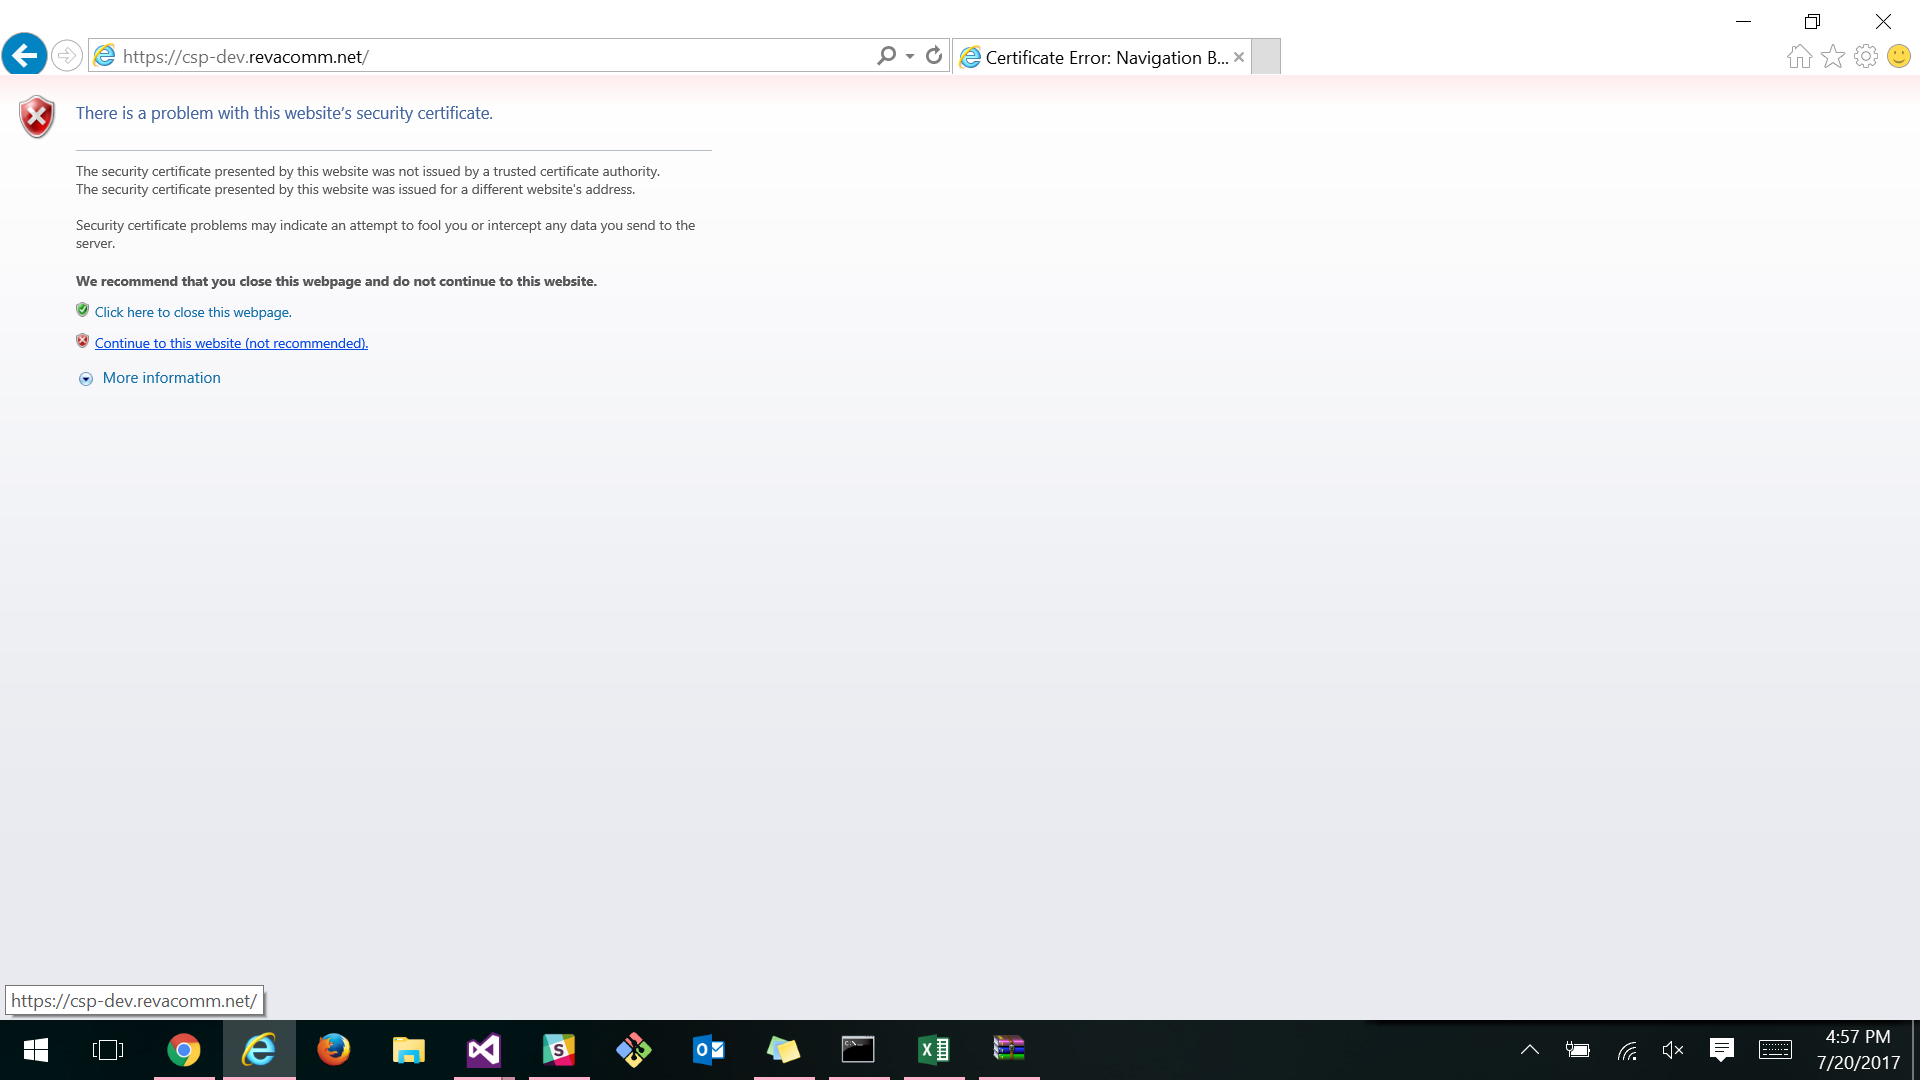 https://csp-dev.revacomm.net/
Certificate Error: Navigation B...
There is a problem with this website's security certificate.
The security certificate presented by this website was not issued by a trusted certificate authority.
The security certificate presented by this website was issued for a different website's address.
Security certificate problems may indicate an attempt to fool you or intercept any data you send to the
server.
We recommend that you close this webpage and do not continue to this website.
Click here to close this webpage.
Continue to this website (not recommended).
More information
https://csp-dev.revacomm.net/
4:57 PM
7/20/2017